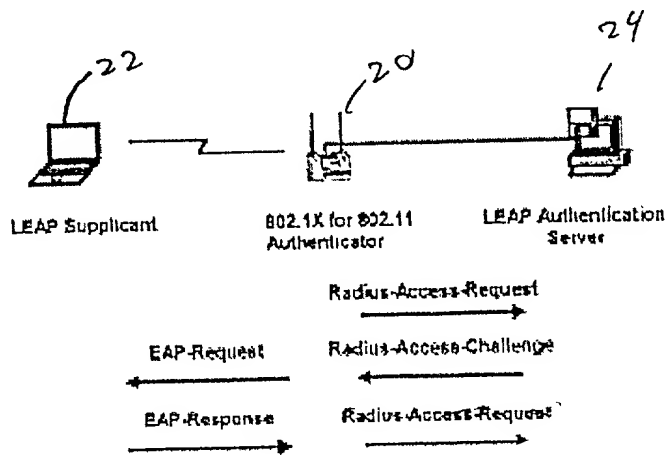 22
20
24
LEAP Supplicant
802.1X for 802.11
Authenticator
LEAP Authentication
Server
Radius-Access-Request
EAP-Request
Radius-Access-Challenge
EAP-Response
Radius-Access-Request